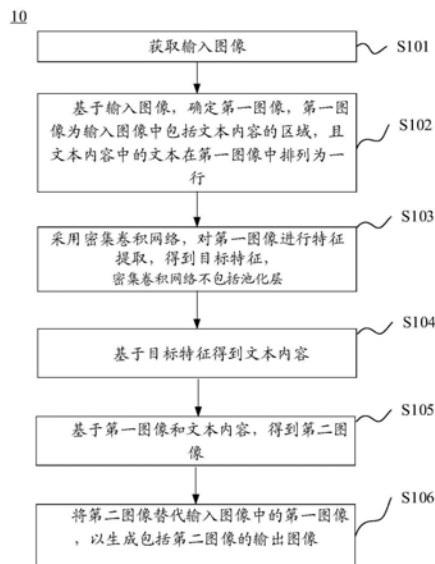 10
获取输入图像
S101
基于输入图像，确定第一图像，第一图
像为输入图像中包括文本内容的区域，且
文本内容中的文本在第一图像中排列为一
行
S102
采用密集卷积网络，对第一图像进行特征
提取，得到目标特征，
密集卷积网络不包括池化层
S103
基于目标特征得到文本内容
S104
基于第一图像和文本内容，得到第二图
像
S105
将第二图像替代输入图像中的第一图像
，以生成包括第二图像的输出图像
S106